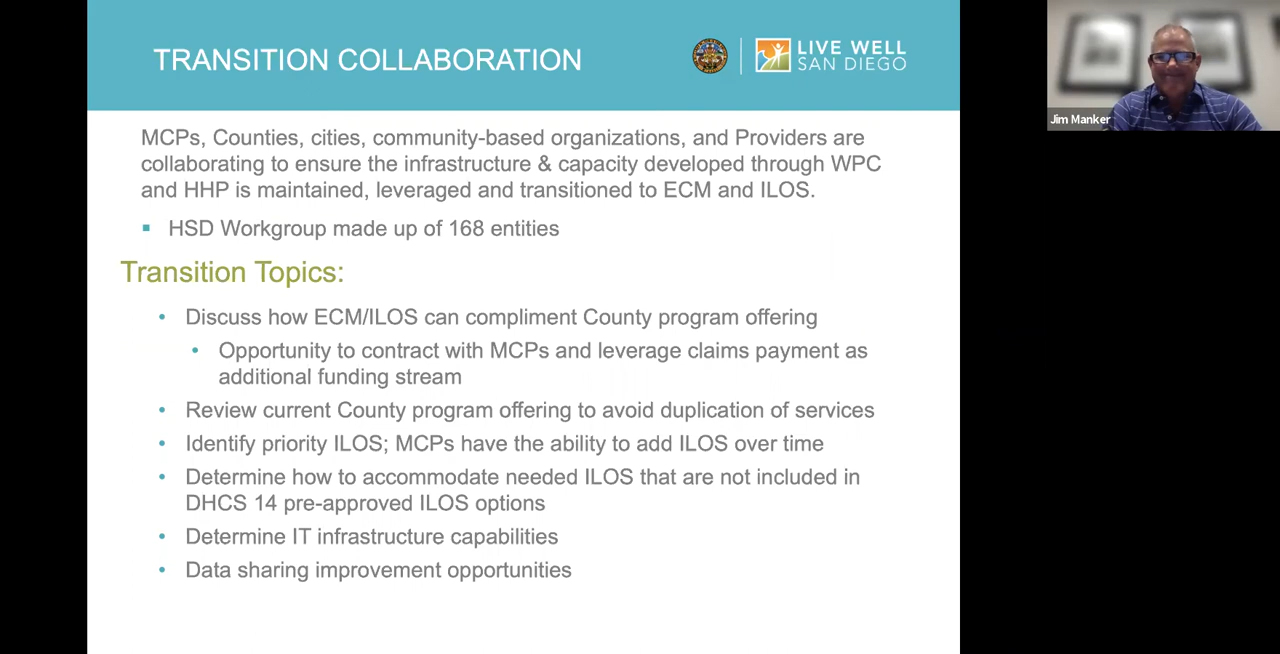 TRANSITION COLLABORATION
LIVE WELL
SAN DIEGO
Jim Manker
MCPs, Counties, cities, community-based organizations, and Providers are
collaborating to ensure the infrastructure & capacity developed through WPC
and HHP is maintained, leveraged and transitioned to ECM and ILOS.
▪ HSD Workgroup made up of 168 entities
Transition Topics:
• Discuss how ECM/ILOS can compliment County program offering
• Opportunity to contract with MCPs and leverage claims payment as
additional funding stream
• Review current County program offering to avoid duplication of services
• Identify priority ILOS; MCPs have the ability to add ILOS over time
• Determine how to accommodate needed ILOS that are not included in
DHCS 14 pre-approved ILOS options
• Determine IT infrastructure capabilities
• Data sharing improvement opportunities